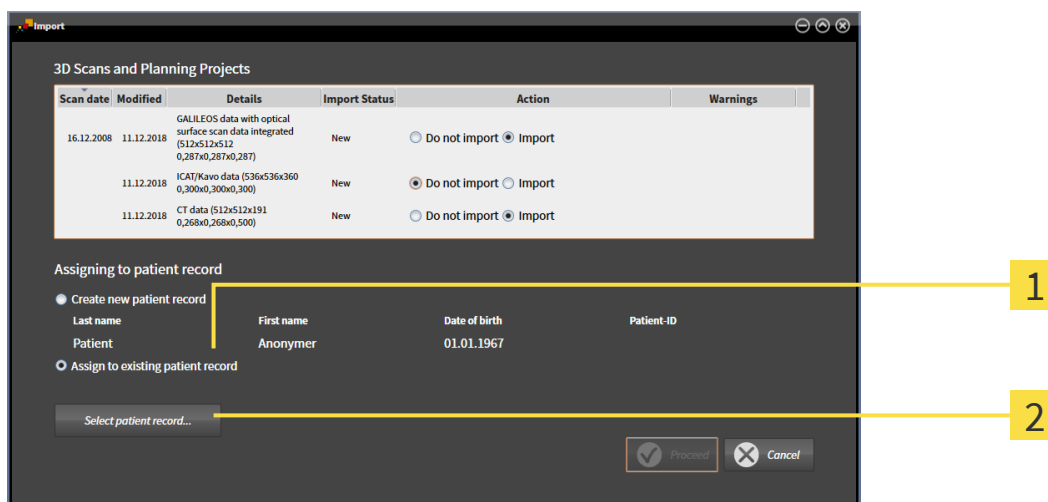 Import
3D Scans and Planning Projects
Scan date Modified Details Import Status Action Warnings
GALILEOS data with optical
surface scan data integrated
(512x512x512
0,287x0,287x0,287)
16.12.2008 11.12.2018 New Do not import Import
ICAT/Kavo data (536x536x360
0,300x0,300x0,300)
11.12.2018 New Do not import Import
CT data (512x512x191
0,268x0,268x0,500)
11.12.2018 New Do not import Import
Assigning to patient record
1
Create new patient record
Last name First name Date of birth Patient-ID
Patient Anonymer 01.01.1967
Assign to existing patient record
Select patient record...
2
Proceed Cancel